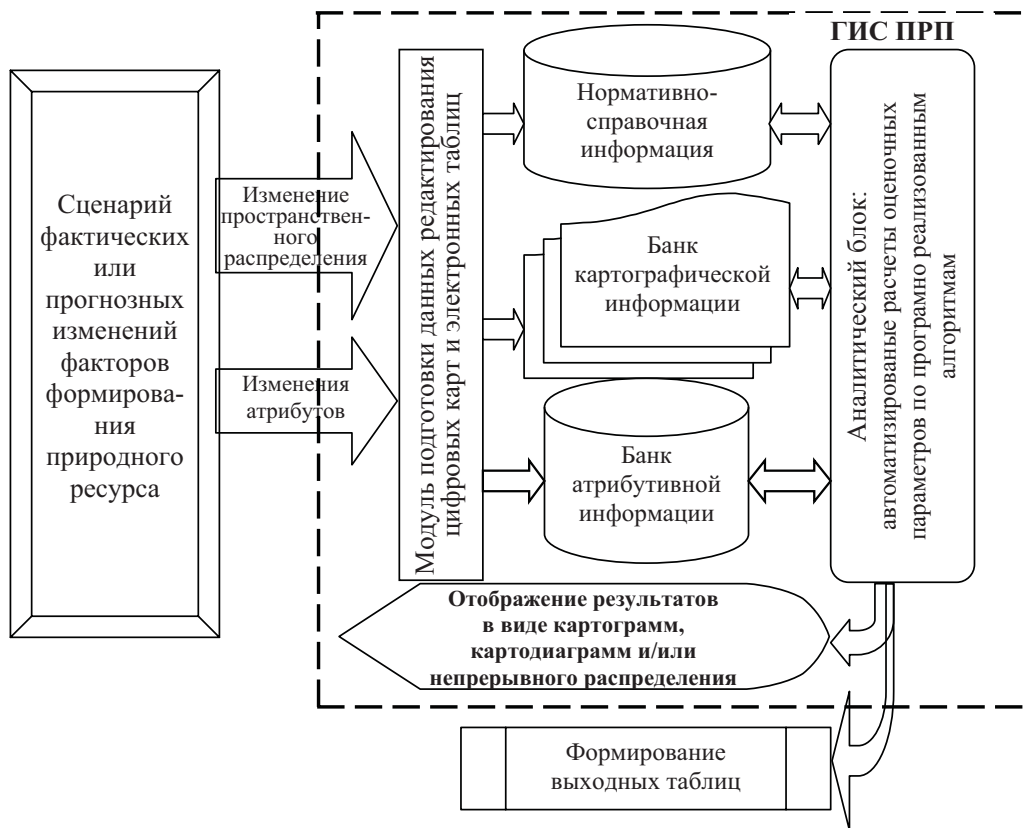 ГИС ПРП
Сценарий
фактических
или
прогнозных
изменений
факторов
формирова-
ния
природного
ресурса
Изменение
пространствен-
ного
распределения
Изменения
атрибутов
Модуль подготовки данных редактирования
цифровых карт и электронных таблиц
Нормативно-
справочная
информация
Банк
картографической
информации
Банк
атрибутивной
информации
Аналитический блок:
автоматизированые расчеты оценочных
параметров по програмно реализованным
алгоритмам
Отображение результатов
в виде картограмм,
картодиаграмм и/или
непрерывного распределения
Формирование
выходных таблиц